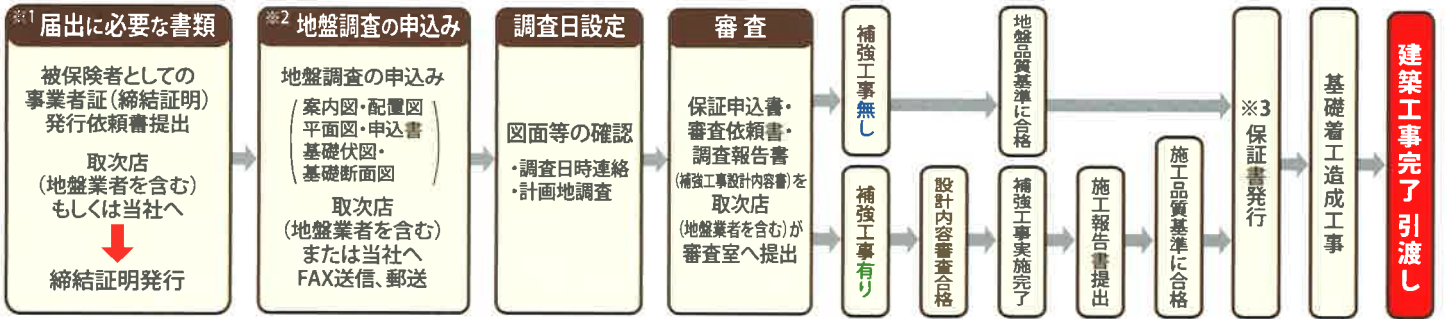 ※1 届出に必要な書類
被保険者としての
事業者証(締結証明)
発行依頼書提出
取次店
(地盤業者を含む)
もしくは当社へ
締結証明発行
※2 地盤調査の申込み
地盤調査の申込み
案内図・配置図
平面図・申込書
基礎伏図・
基礎断面図
取次店
(地盤業者を含む)
または当社へ
FAX送信、郵送
調査日設定
図面等の確認
・調査日時連絡
・計画地調査
審査
保証申込書・
審査依頼書・
調査報告書
(補強工事設計内容書)を
取次店
(地盤業者を含む)が
審査室へ提出
補強工事無し
地盤品質基準に合格
補強工事有り
設計内容審査合格
補強工事実施完了
施工報告書提出
施工品質基準に合格
※3 保証書発行
基礎着工造成工事
建築工事完了 引渡し